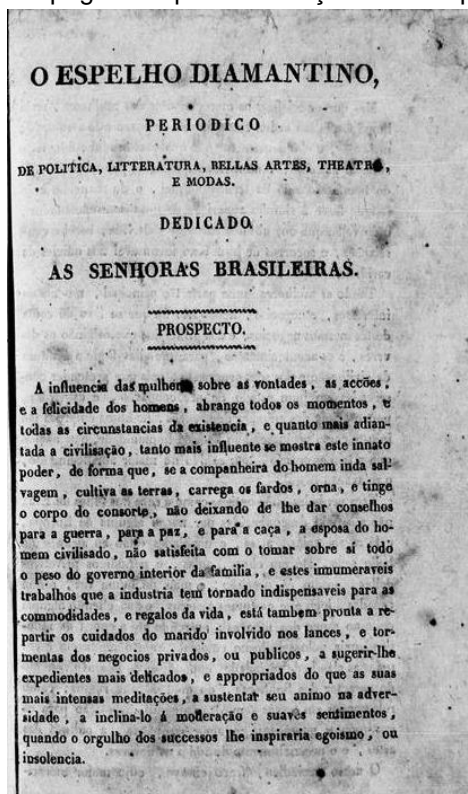 O ESPELHO DIAMANTINO,
PERIODICO
DE POLITICA, LITTERATURA, BELLAS ARTES, THEATRO,
E MODAS.
DEDICADO
AS SENHORAS BRASILEIRAS.
PROSPECTO.
A influencia das mulheres sobre as vontades, as acções,
e a felicidade dos homens, abrange todos os momentos, e
todas as circunstancias da existencia, e quanto mais adian-
tada a civilisação, tanto mais influente se mostra este innato
poder, de fórma que, se a companheira do homem inda sal-
vagem, cultiva as terras, carrega os fardos, orna, e tinge
o corpo do consorte, não deixando de lhe dar conselhos
para a guerra, para a paz, e para a caça, a esposa do ho-
mem civilisado, não satisfeita com o tomar sobre si todo
o peso do governo interior da familia, e estes innumeraveis
trabalhos que a industria tem tornado indispensaveis para as
commodidades, e regalos da vida, está tambem pronta a re-
partir os cuidados do marido involvido nos lances, e tor-
mentas dos negocios privados, ou publicos, a sugerir-lhe
expedientes mais delicados, e appropriados do que as suas
mais intensas meditações, a sustentar seu animo na adver-
sidade, a inclina-lo á moderação e suaves sentimentos,
quando o orgulho dos successos lhe inspiraria egoismo, ou
insolencia.